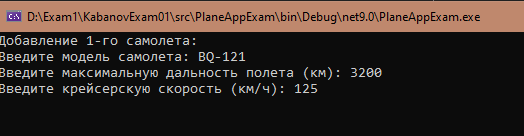 D:\Exam1\KabanovExam01\src\PlaneAppExam\bin\Debug\net9.0\PlaneAppExam.exe
Добавление 1-го самолета:
Введите модель самолета: BQ-121
Введите максимальную дальность полета (км): 3200
Введите крейсерскую скорость (км/ч): 125